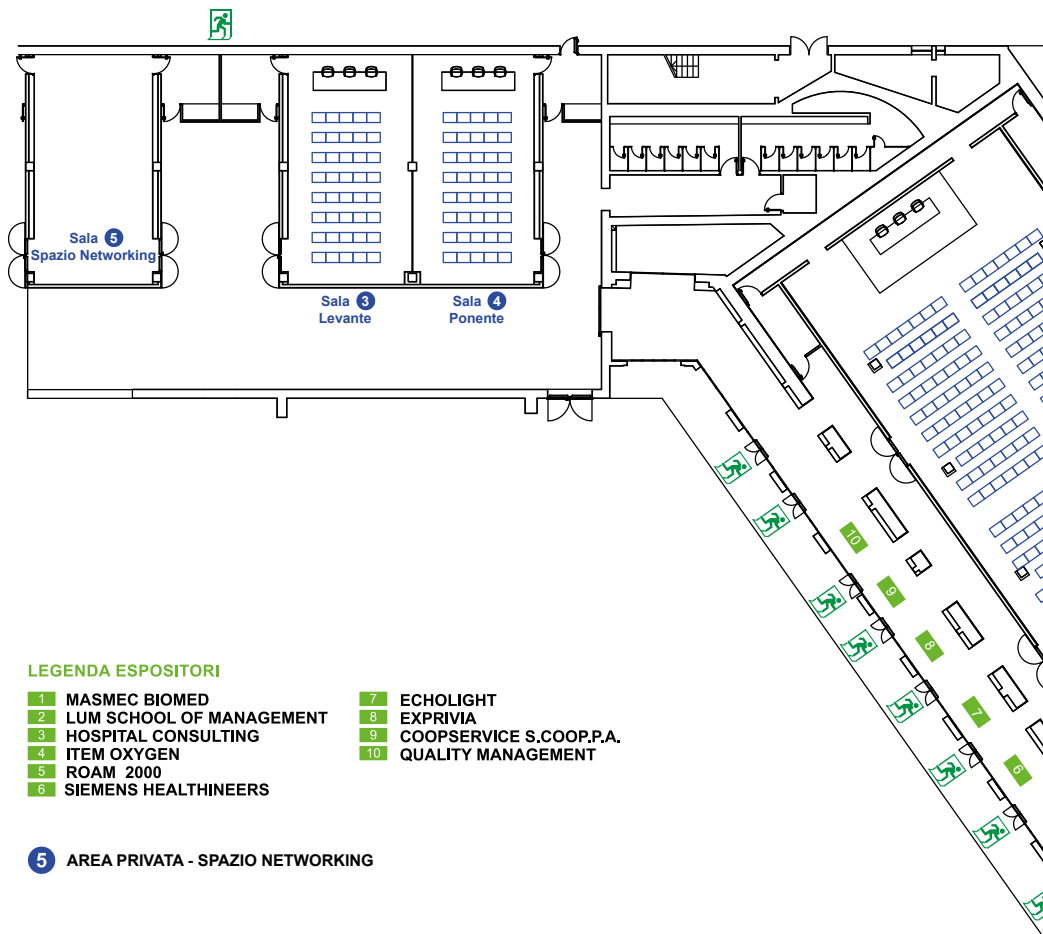 Sala 5
Spazio Networking
Sala 3
Levante
Sala 4
Ponente
10
9
8
7
6
LEGENDA ESPOSITORI
1 MASMEC BIOMED
2 LUM SCHOOL OF MANAGEMENT
3 HOSPITAL CONSULTING
4 ITEM OXYGEN
5 ROAM 2000
6 SIEMENS HEALTHINEERS
7 ECHOLIGHT
8 EXPRIVIA
9 COOPSERVICE S.COOP.P.A.
10 QUALITY MANAGEMENT
5 AREA PRIVATA - SPAZIO NETWORKING